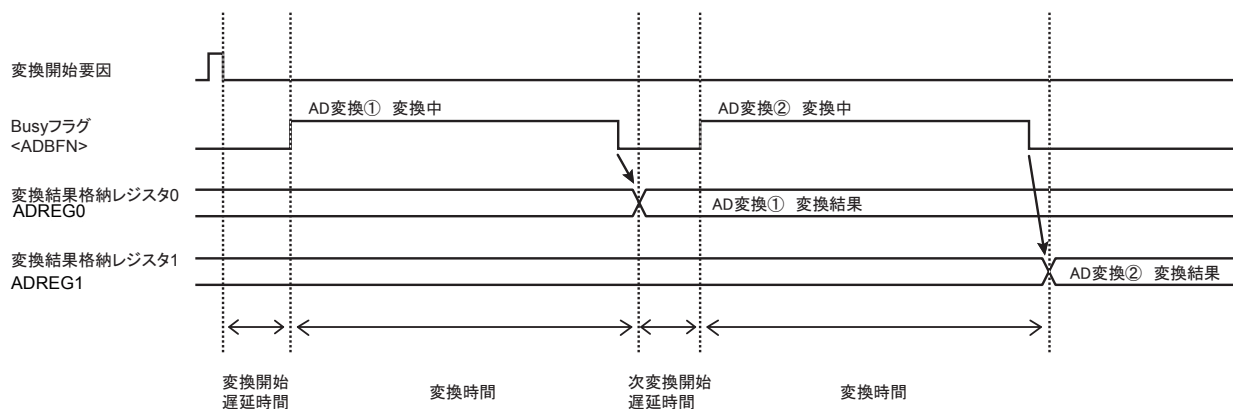 変換開始要因
AD変換① 変換中
AD変換② 変換中
Busyフラグ
<ADBFN>
変換結果格納レジスタ0
ADREG0
AD変換① 変換結果
変換結果格納レジスタ1
ADREG1
AD変換② 変換結果
変換開始
遅延時間
変換時間
次変換開始
遅延時間
変換時間